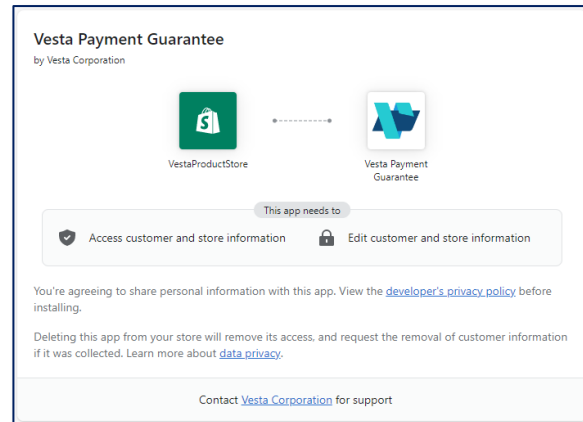 Vesta Payment Guarantee
by Vesta Corporation
VestaProductStore
Vesta Payment
Guarantee
This app needs to
Access customer and store information
Edit customer and store information
You're agreeing to share personal information with this app. View the developer's privacy policy before
installing.
Deleting this app from your store will remove its access, and request the removal of customer information
if it was collected. Learn more about data privacy.
Contact Vesta Corporation for support